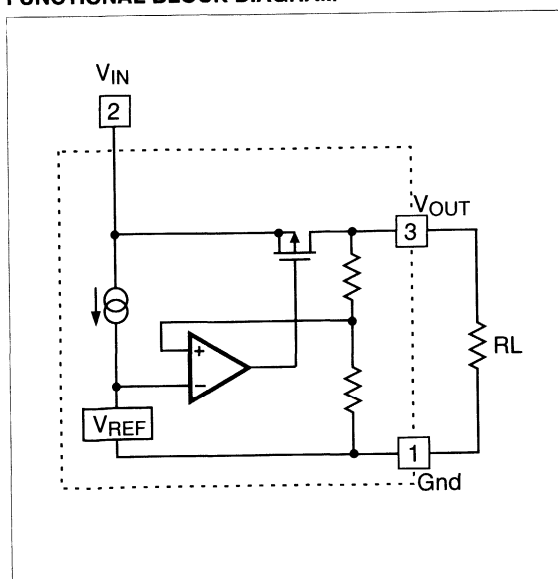 FUNCTIONAL BLOCK DIAGRAM
VIN
2
VOUT
3
+
−
RL
VREF
1
Gnd